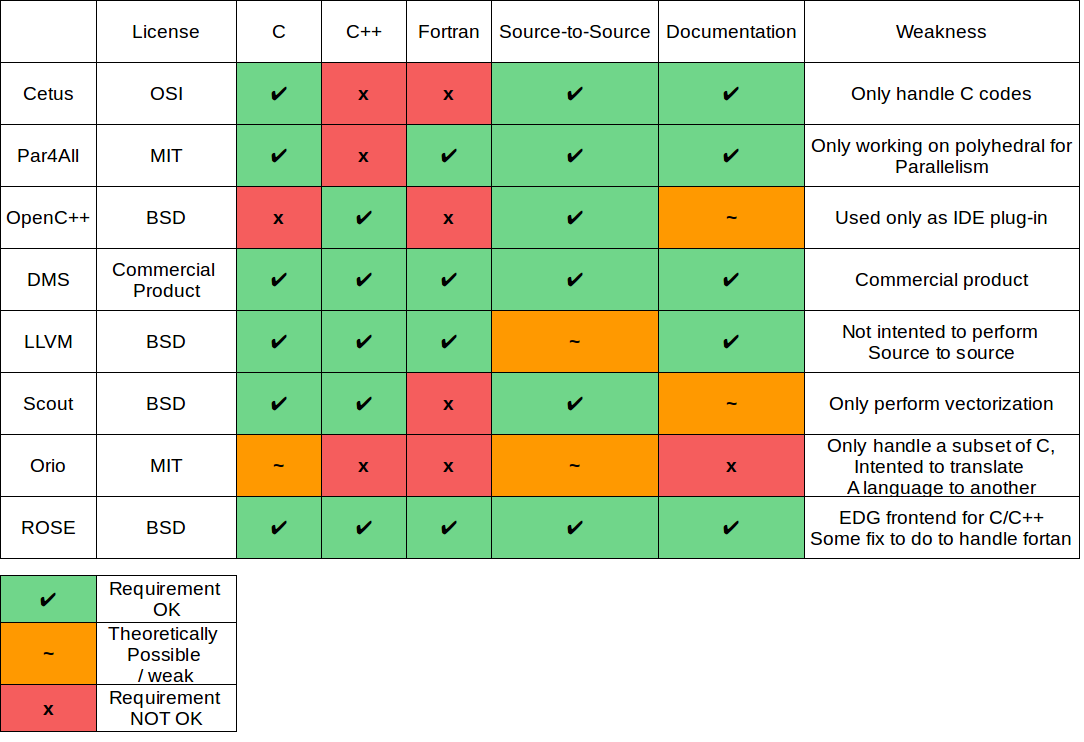 License C C++ Fortran Source-to-Source Documentation Weakness
Cetus OSI ✔ x x ✔ ✔ Only handle C codes
Par4All MIT ✔ x ✔ ✔ ✔ Only working on polyhedral for
Parallelism
OpenC++ BSD x ✔ x ✔ ~ Used only as IDE plug-in
DMS Commercial
Product ✔ ✔ ✔ ✔ ✔ Commercial product
LLVM BSD ✔ ✔ ✔ ~ ✔ Not intented to perform
Source to source
Scout BSD ✔ ✔ x ✔ ~ Only perform vectorization
Orio MIT ~ x x ~ x Only handle a subset of C,
Intented to translate
A language to another
ROSE BSD ✔ ✔ ✔ ✔ ✔ EDG frontend for C/C++
Some fix to do to handle fortan
✔ Requirement
OK
~ Theoretically
Possible
/ weak
x Requirement
NOT OK